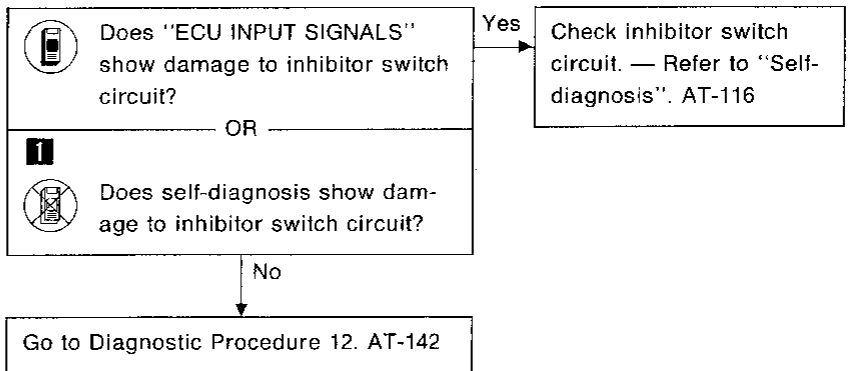 Does "ECU INPUT SIGNALS"
show damage to inhibitor switch
circuit?
Yes
Check inhibitor switch
circuit. — Refer to "Self-
diagnosis". AT-116
OR
1
Does self-diagnosis show dam-
age to inhibitor switch circuit?
No
Go to Diagnostic Procedure 12. AT-142